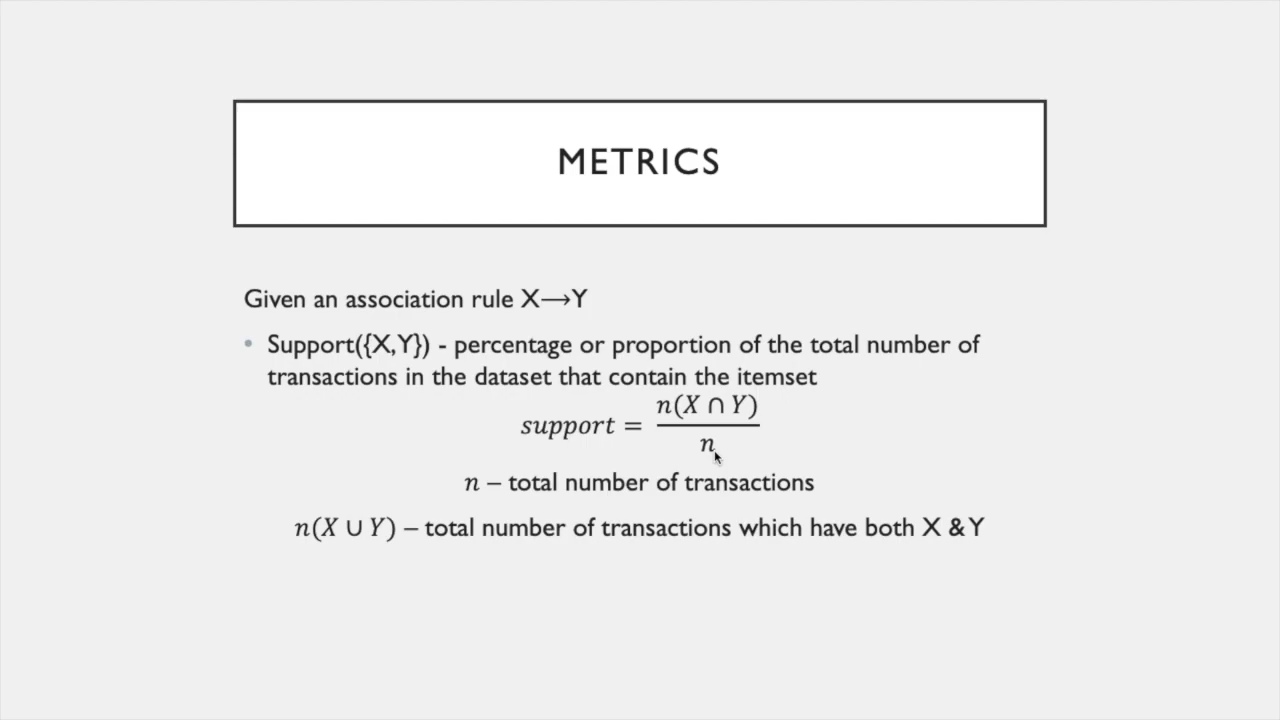 METRICS
Given an association rule X⟶Y
• Support({X,Y}) - percentage or proportion of the total number of
transactions in the dataset that contain the itemset
support = n(X ∩ Y) / n
n – total number of transactions
n(X ∪ Y) – total number of transactions which have both X & Y